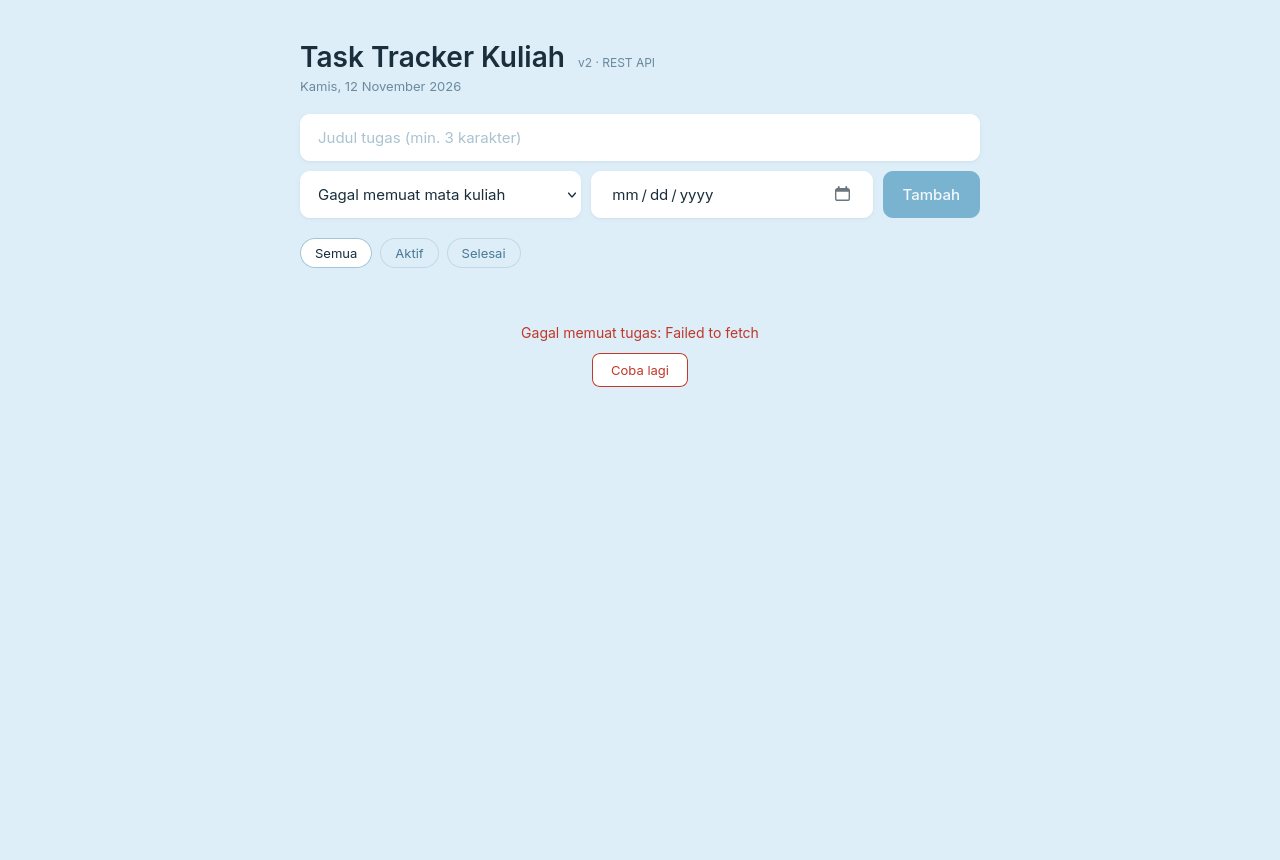 Task Tracker Kuliah v2 · REST API
Kamis, 12 November 2026
Judul tugas (min. 3 karakter)
Gagal memuat mata kuliah mm/dd/yyyy Tambah
Semua Aktif Selesai
Gagal memuat tugas: Failed to fetch
Coba lagi